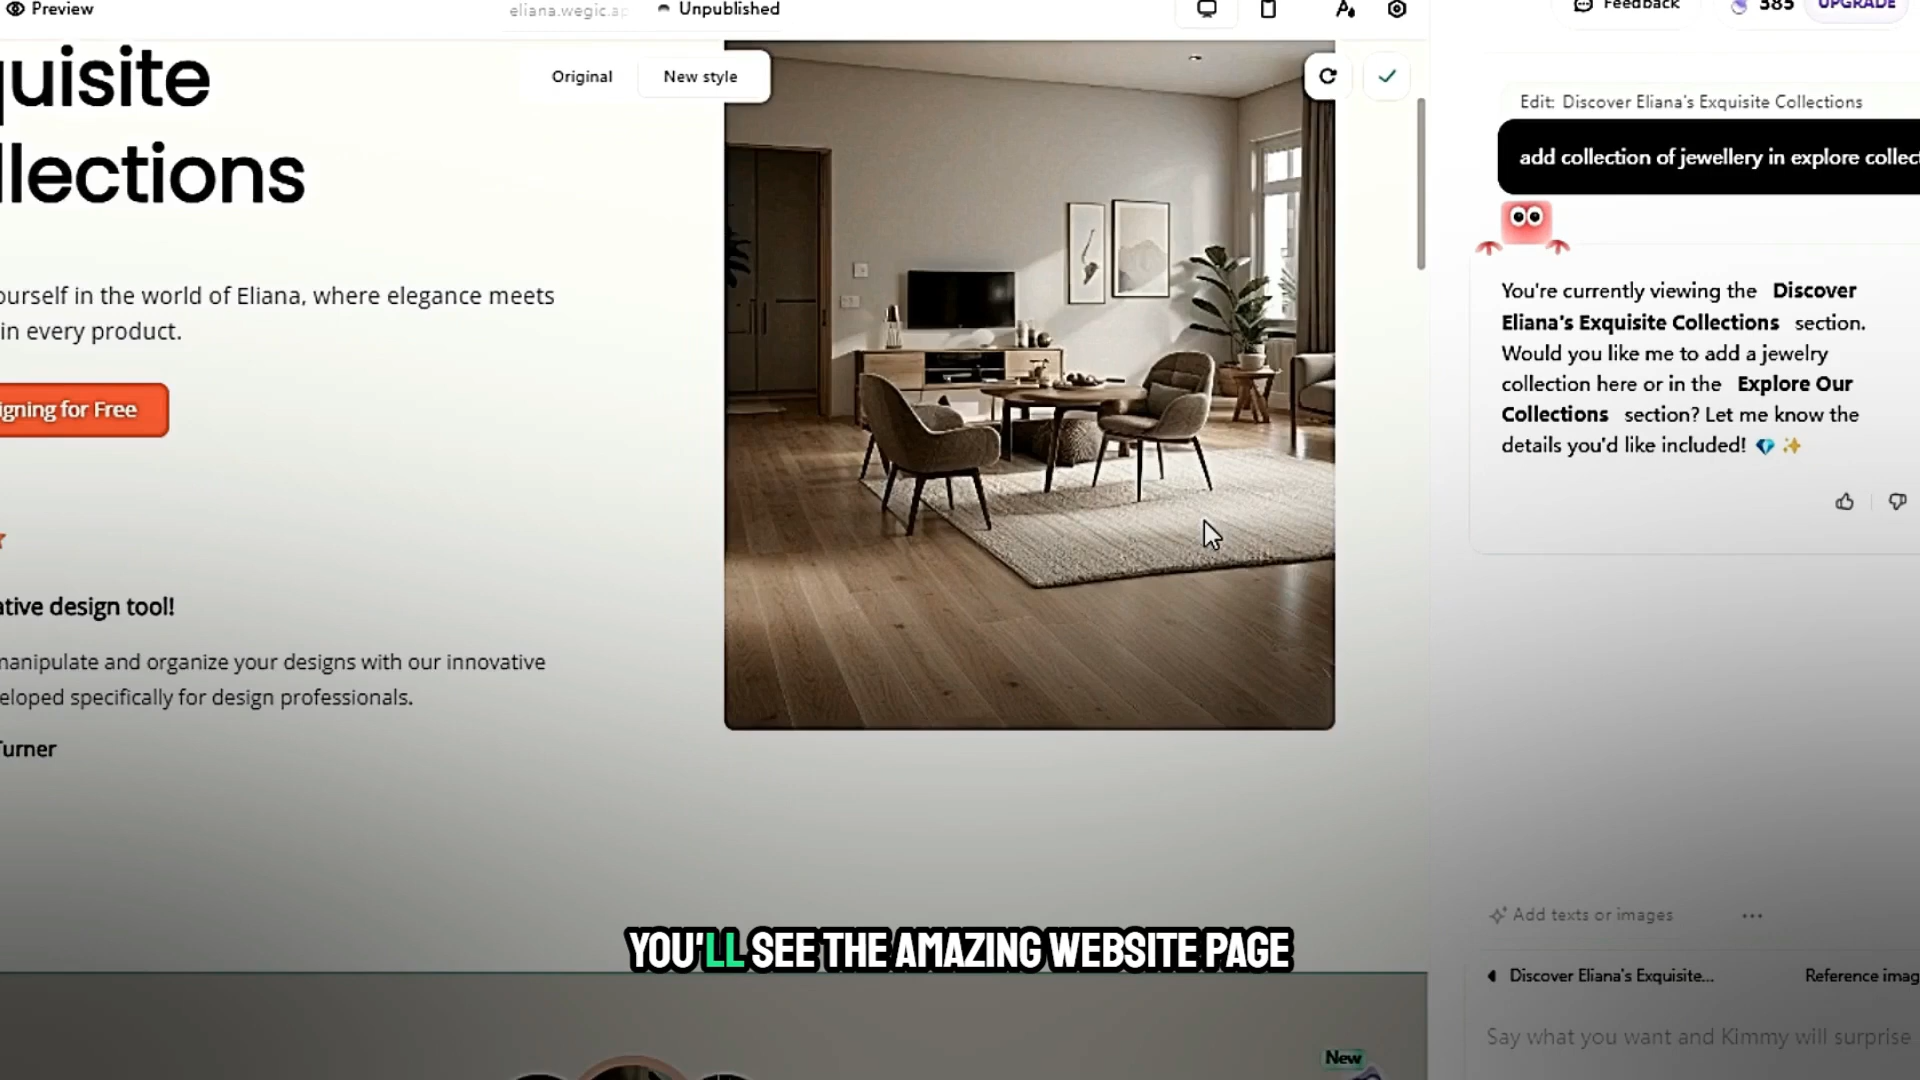 Preview
eliana.wegic.ap
Unpublished
Feedback
385
UPGRADE
Original
New style
quisite
llections
ourself in the world of Eliana, where elegance meets
in every product.
igning for Free
ative design tool!
manipulate and organize your designs with our innovative
eloped specifically for design professionals.
Turner
Edit: Discover Eliana's Exquisite Collections
add collection of jewellery in explore collect
You're currently viewing the Discover
Eliana's Exquisite Collections section.
Would you like me to add a jewelry
collection here or in the Explore Our
Collections section? Let me know the
details you'd like included! 💎✨
Add texts or images
YOU'LL SEE THE AMAZING WEBSITE PAGE
Discover Eliana's Exquisite...
Reference imag
Say what you want and Kimmy will surprise
New